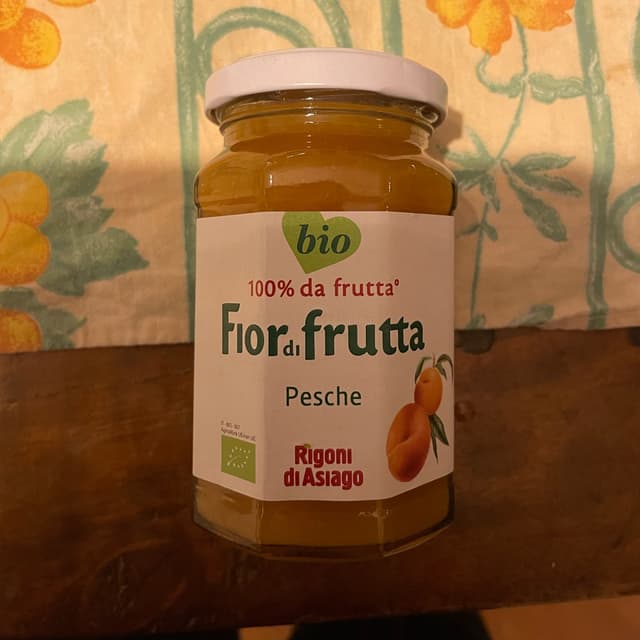 bio
100% da frutta°
Fior di frutta
Pesche
Rigoni
di Asiago